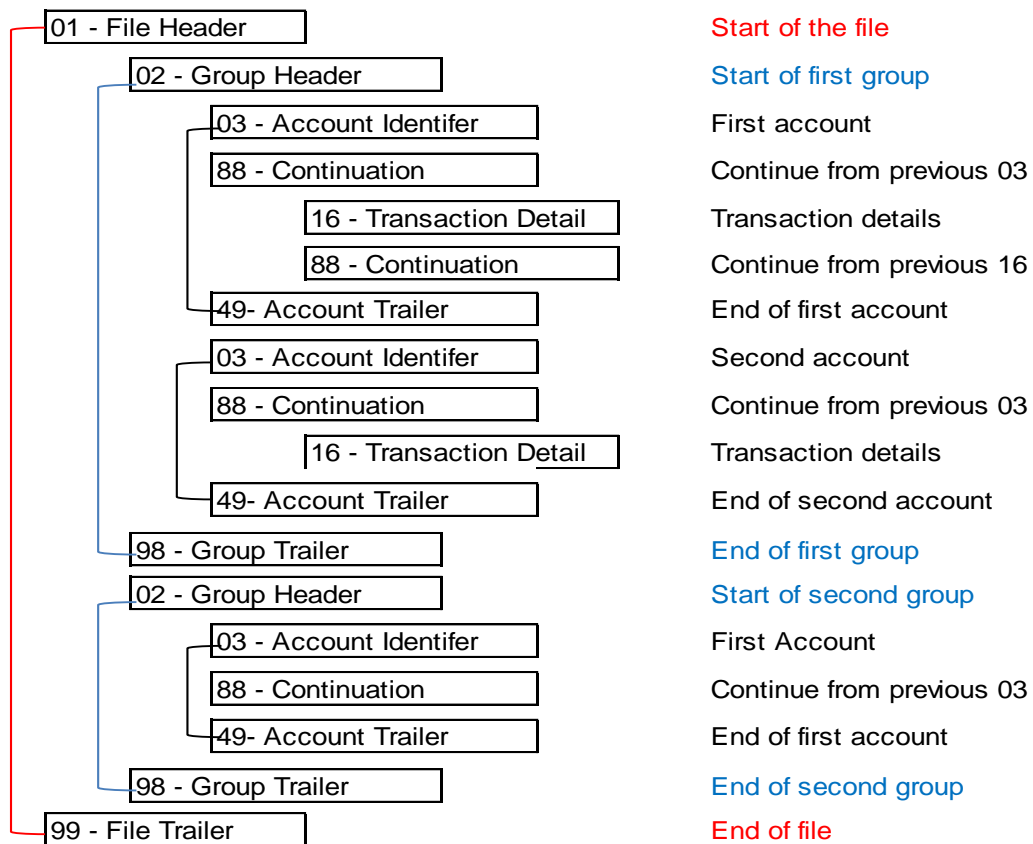 01 - File Header Start of the file
02 - Group Header Start of first group
03 - Account Identifer First account
88 - Continuation Continue from previous 03
16 - Transaction Detail Transaction details
88 - Continuation Continue from previous 16
49- Account Trailer End of first account
03 - Account Identifer Second account
88 - Continuation Continue from previous 03
16 - Transaction Detail Transaction details
49- Account Trailer End of second account
98 - Group Trailer End of first group
02 - Group Header Start of second group
03 - Account Identifer First Account
88 - Continuation Continue from previous 03
49- Account Trailer End of first account
98 - Group Trailer End of second group
99 - File Trailer End of file